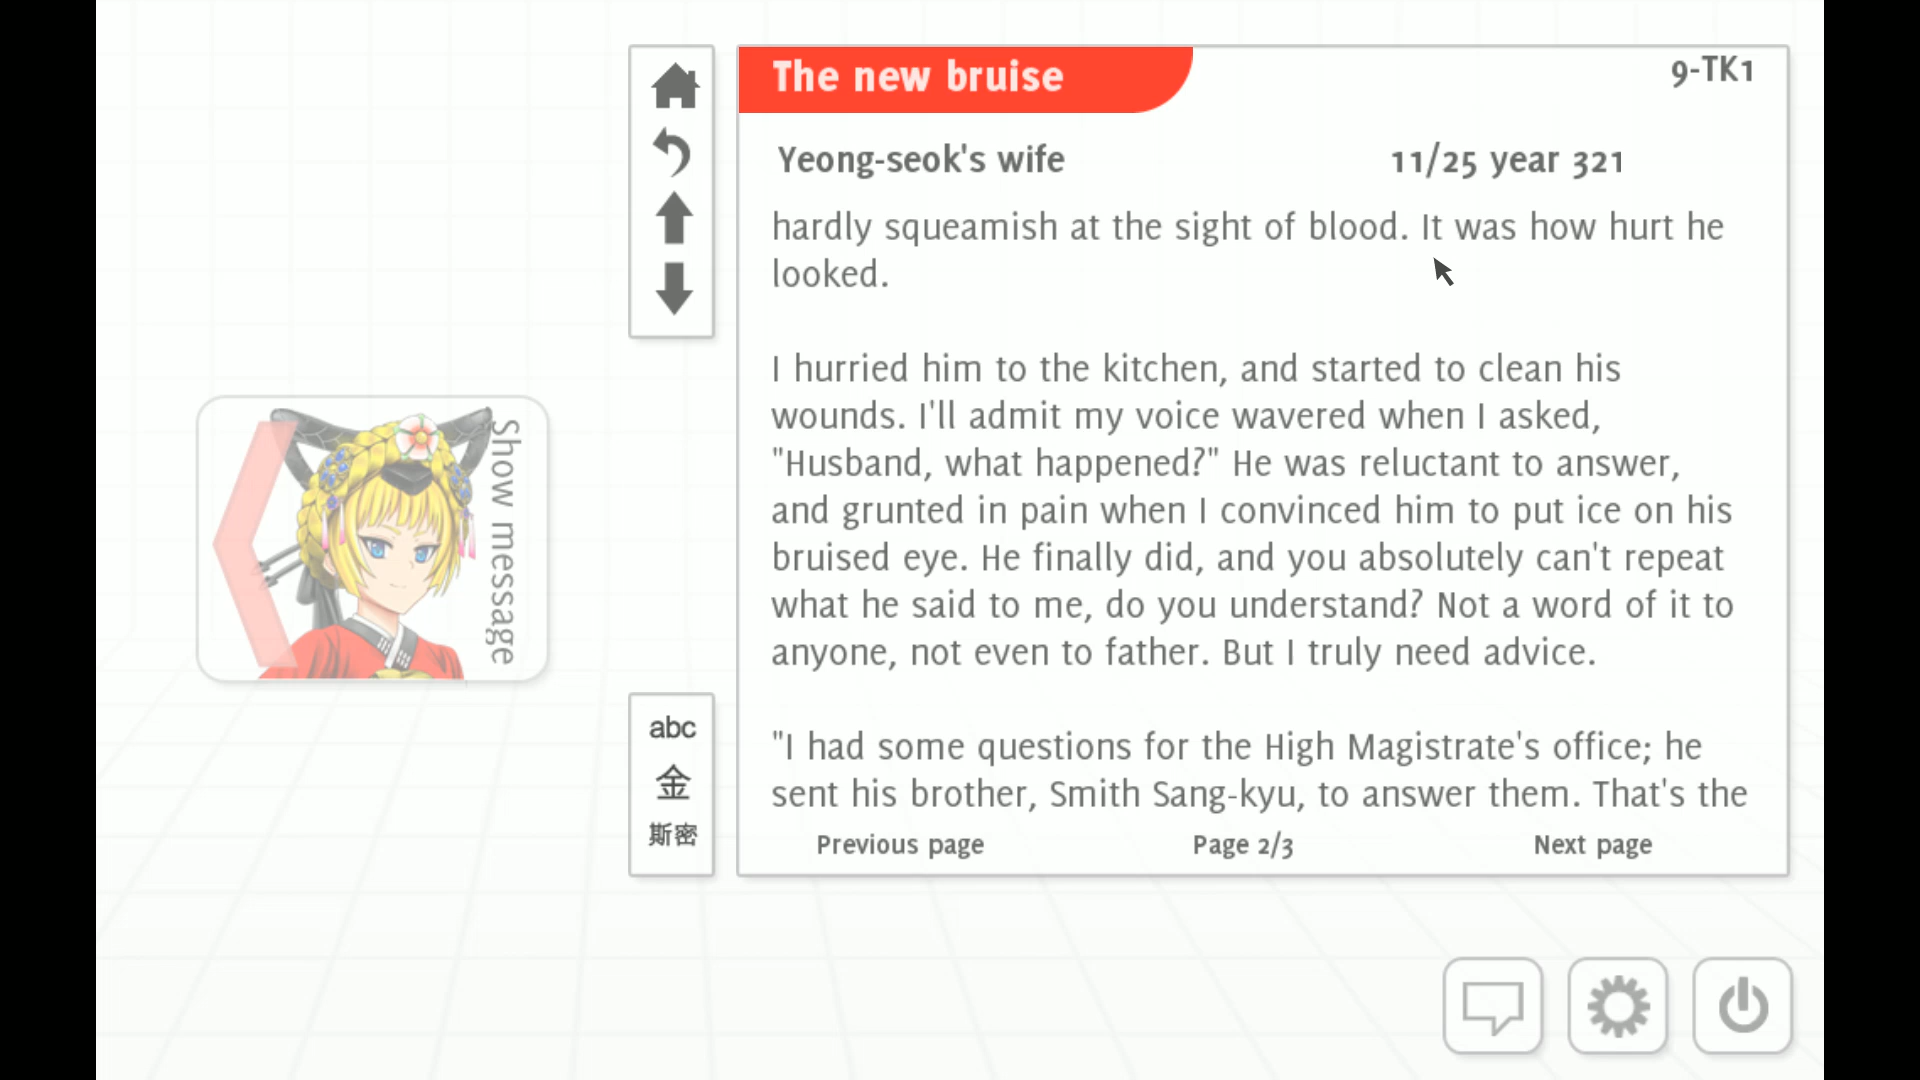 The new bruise
9-TK1
Yeong-seok's wife
11/25 year 321
hardly squeamish at the sight of blood. It was how hurt he
looked.
I hurried him to the kitchen, and started to clean his
wounds. I'll admit my voice wavered when I asked,
"Husband, what happened?" He was reluctant to answer,
and grunted in pain when I convinced him to put ice on his
bruised eye. He finally did, and you absolutely can't repeat
what he said to me, do you understand? Not a word of it to
anyone, not even to father. But I truly need advice.
"I had some questions for the High Magistrate's office; he
sent his brother, Smith Sang-kyu, to answer them. That's the
Previous page
Page 2/3
Next page
Show message
abc
金
斯密